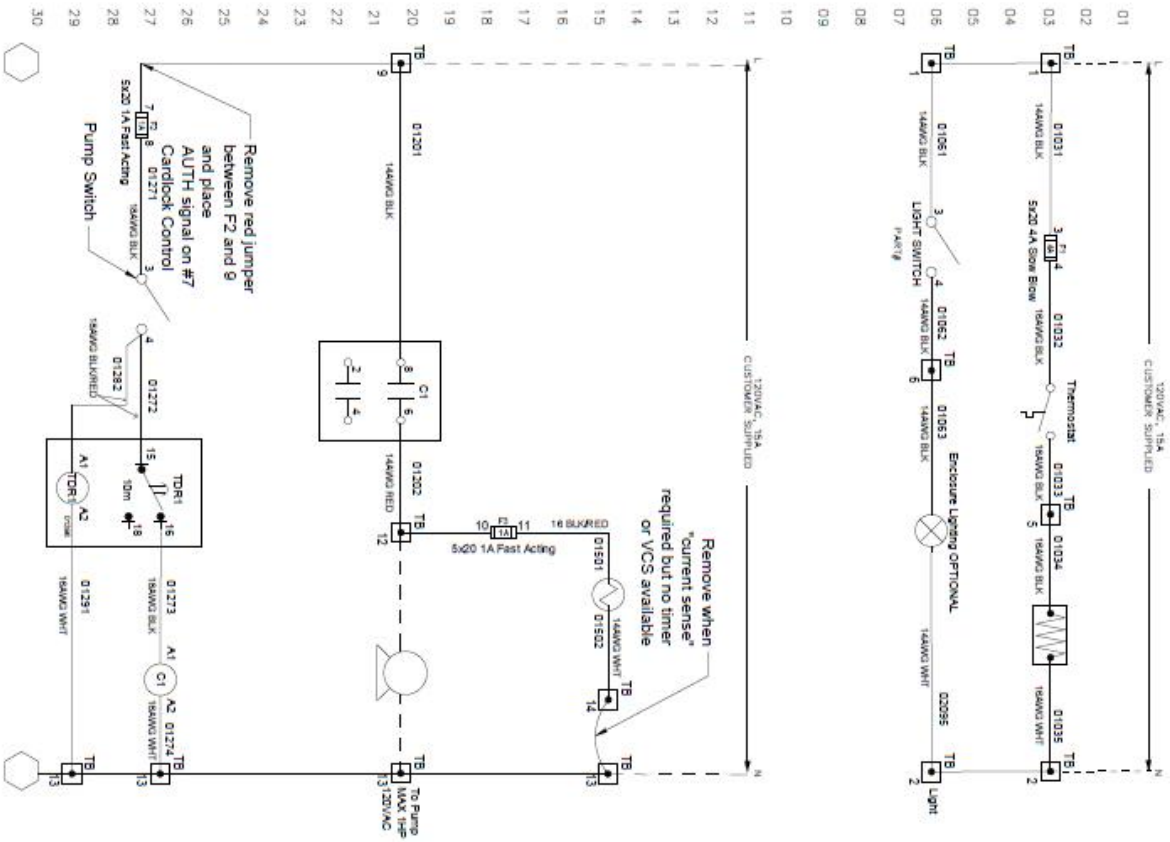 01
02
03
04
05
06
07
08
09
10
11
12
13
14
15
16
17
18
19
20
21
22
23
24
25
26
27
28
29
30
L
120VAC, 15A
CUSTOMER SUPPLIED
N
TB
1
01031
14AWG BLK
3
F1
4
5x20 4A Slow Blow
01032
16AWG BLK
Thermostat
01033
16AWG BLK
TB
5
01034
16AWG BLK
01035
16AWG WHT
TB
2
TB
1
01061
14AWG BLK
3
LIGHT SWITCH
PART#
4
01062
14AWG BLK
TB
6
01063
14AWG BLK
Enclosure Lighting OPTIONAL
14AWG WHT
02095
TB
2
Light
L
120VAC, 15A
CUSTOMER SUPPLIED
N
Remove when
"current sense"
required but no timer
or VCS available
10
F3
1A
11
5x20 1A Fast Acting
16 BLK/RED
01501
01502
14AWG WHT
TB
14
TB
13
TB
9
01201
14AWG BLK
8
C1
6
2
4
01202
14AWG RED
TB
12
TB
13
To Pump
MAX 1HP
120VAC
Remove red jumper
between F2 and 9
and place
AUTH signal on #7
Cardlock Control
7
F2
1A
8
5x20 1A Fast Acting
01271
18AWG BLK
Pump Switch
3
4
01272
01282
18AWG BLK/RED
15
TDR1
16
10m
18
01273
18AWG BLK
A1
C1
A2
01274
18AWG WHT
TB
13
A1
TDR1
A2
01291
18AWG WHT
TB
13